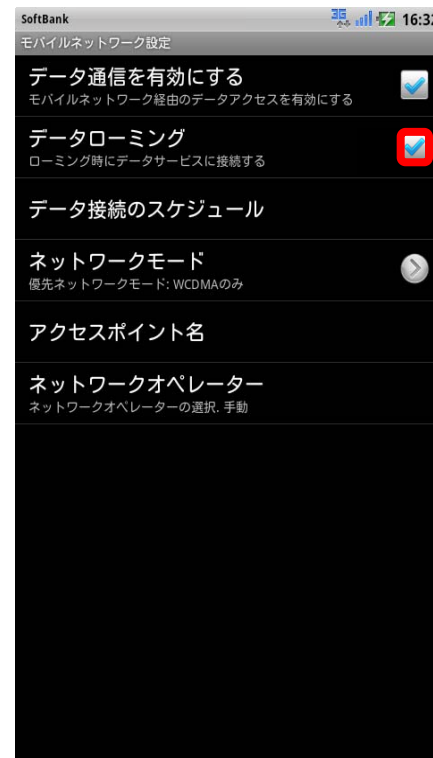 SoftBank 3G 16:32
モバイルネットワーク設定
データ通信を有効にする
モバイルネットワーク経由のデータアクセスを有効にする
データローミング
ローミング時にデータサービスに接続する
データ接続のスケジュール
ネットワークモード
優先ネットワークモード: WCDMAのみ
アクセスポイント名
ネットワークオペレーター
ネットワークオペレーターの選択. 手動